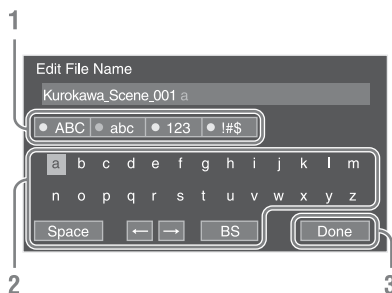 1
Edit File Name
Kurokawa_Scene_001 a
ABC abc 123 !#$
a b c d e f g h i j k l m
n o p q r s t u v w x y z
Space ← → BS Done
2 3